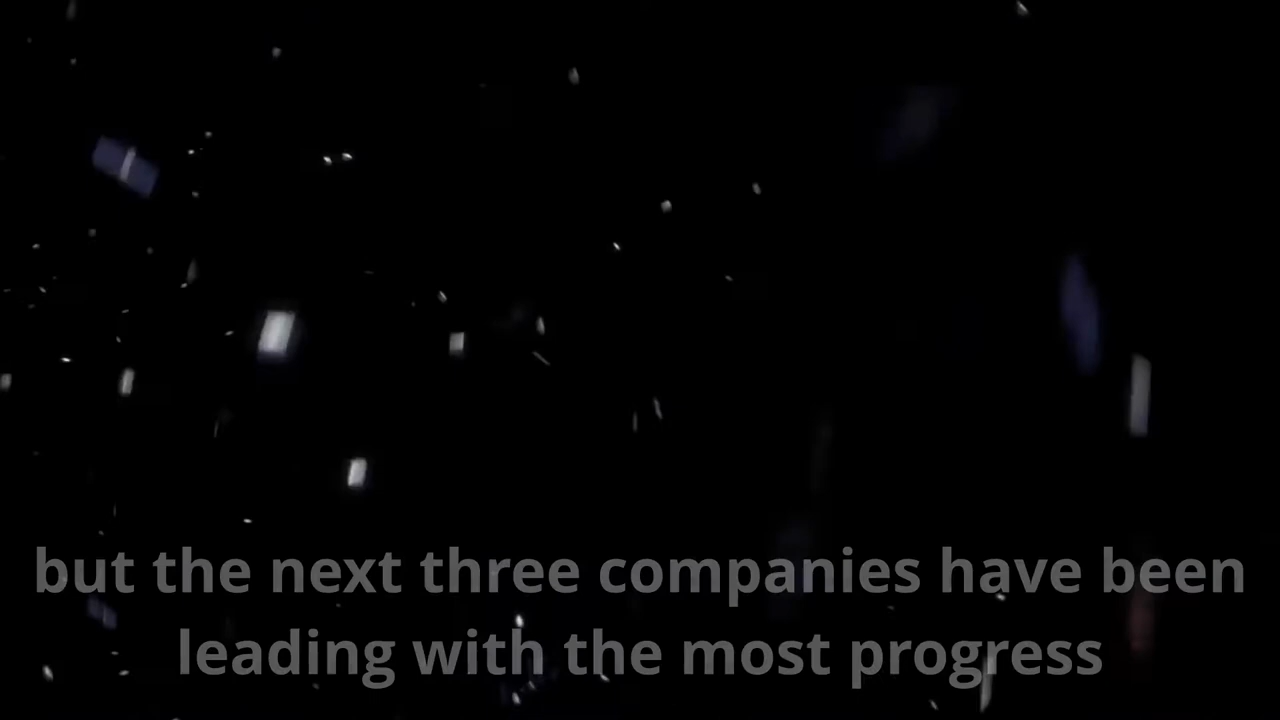 but the next three companies have been
leading with the most progress